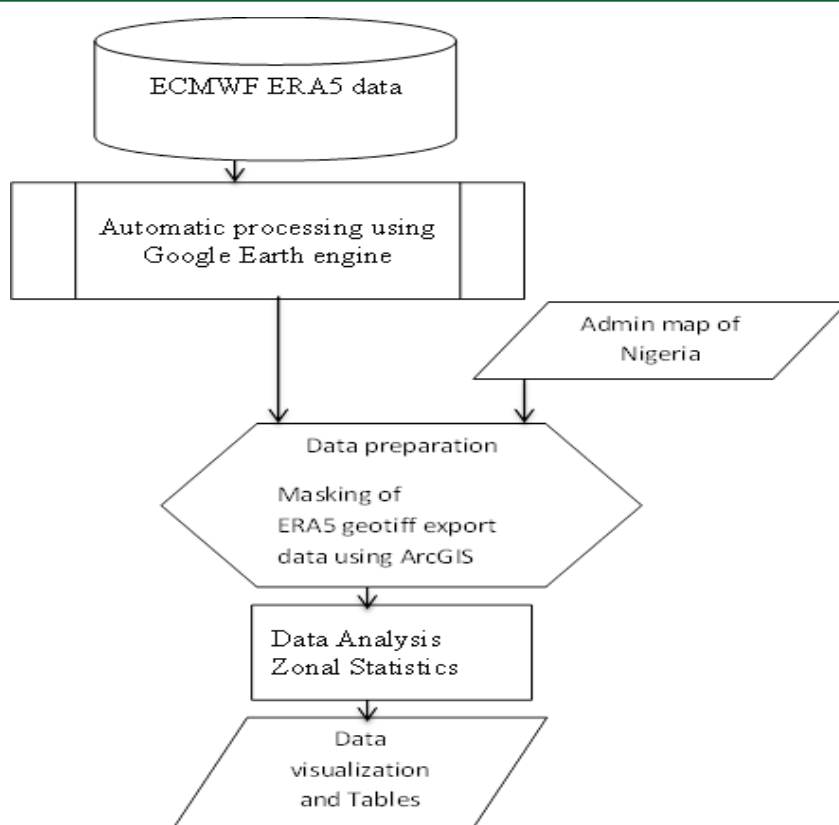 ECMWF ERA5 data
Automatic processing using
Google Earth engine
Admin map of
Nigeria
Data preparation
Masking of
ERA5 geotiff export
data using ArcGIS
Data Analysis
Zonal Statistics
Data
visualization
and Tables